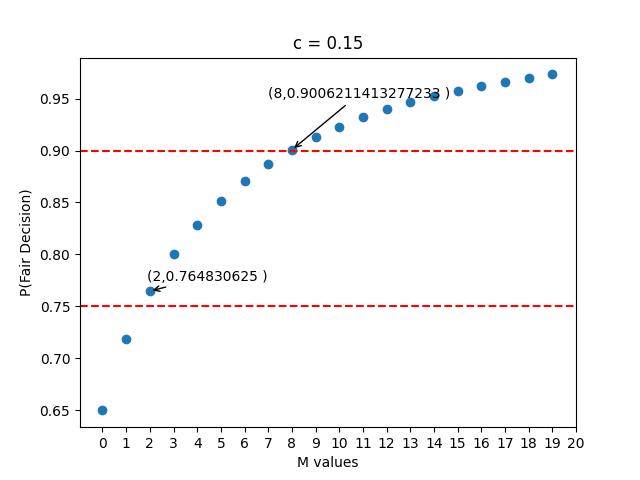 c = 0.15
(8,0.9006211413277233 )
(2,0.764830625 )
P(Fair Decision)
0.95
0.90
0.85
0.80
0.75
0.70
0.65
0 1 2 3 4 5 6 7 8 9 10 11 12 13 14 15 16 17 18 19 20
M values